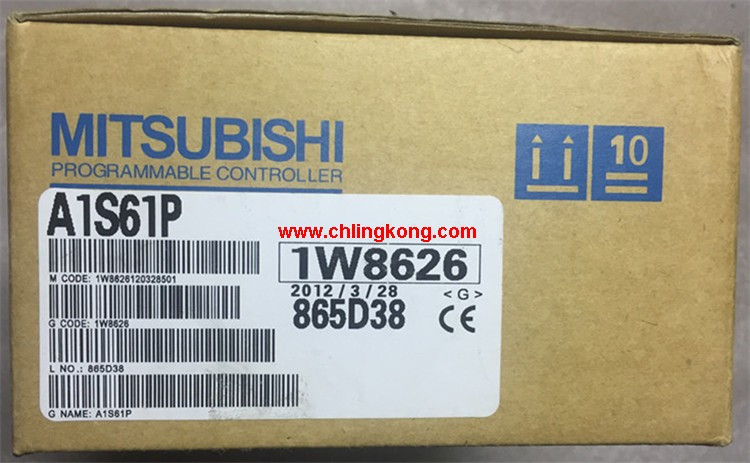 MITSUBISHI
PROGRAMMABLE CONTROLLER
10
A1S61P
www.chlingkong.com
1W8626
M CODE: 1W8626120328501
2012/3/28
<G>
865D38
CE
G CODE: 1W8626
L NO.: 865D38
G NAME: A1S61P